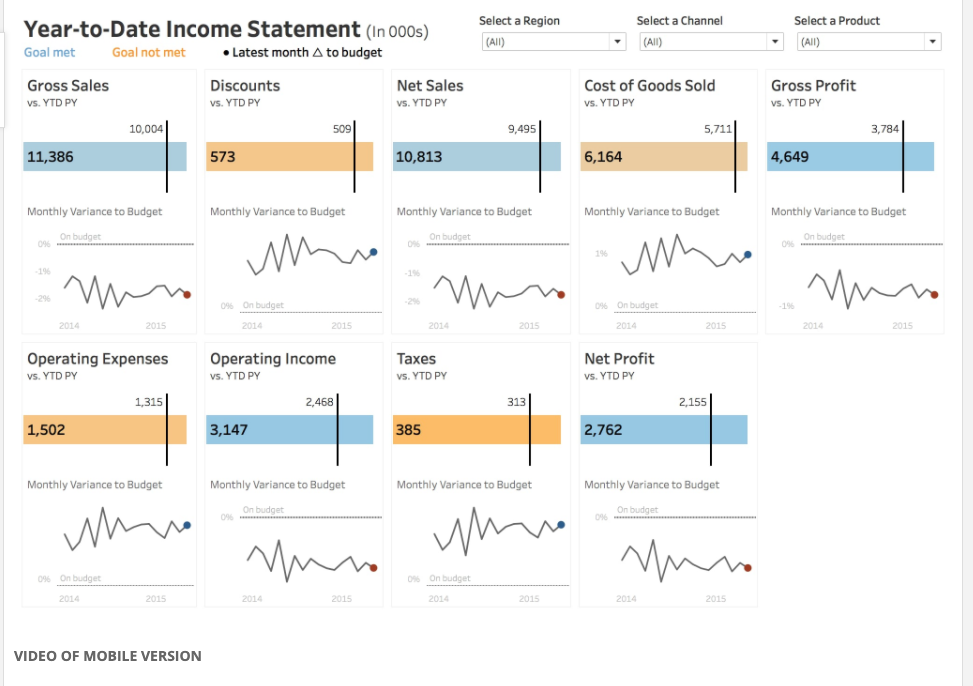 Year-to-Date Income Statement (In 000s)
Goal met Goal not met • Latest month △ to budget
Select a Region
(All)
Select a Channel
(All)
Select a Product
(All)
Gross Sales
vs. YTD PY
10,004
11,386
Monthly Variance to Budget
On budget
0%
-1%
-2%
2014 2015
Discounts
vs. YTD PY
509
573
Monthly Variance to Budget
0% On budget
2014 2015
Net Sales
vs. YTD PY
9,495
10,813
Monthly Variance to Budget
On budget
0%
-1%
-2%
2014 2015
Cost of Goods Sold
vs. YTD PY
5,711
6,164
Monthly Variance to Budget
1%
0% On budget
2014 2015
Gross Profit
vs. YTD PY
3,784
4,649
Monthly Variance to Budget
On budget
0%
-1%
2014 2015
Operating Expenses
vs. YTD PY
1,315
1,502
Monthly Variance to Budget
0% On budget
2014 2015
Operating Income
vs. YTD PY
2,468
3,147
Monthly Variance to Budget
On budget
0%
2014 2015
Taxes
vs. YTD PY
313
385
Monthly Variance to Budget
0% On budget
2014 2015
Net Profit
vs. YTD PY
2,155
2,762
Monthly Variance to Budget
On budget
0%
2014 2015
VIDEO OF MOBILE VERSION